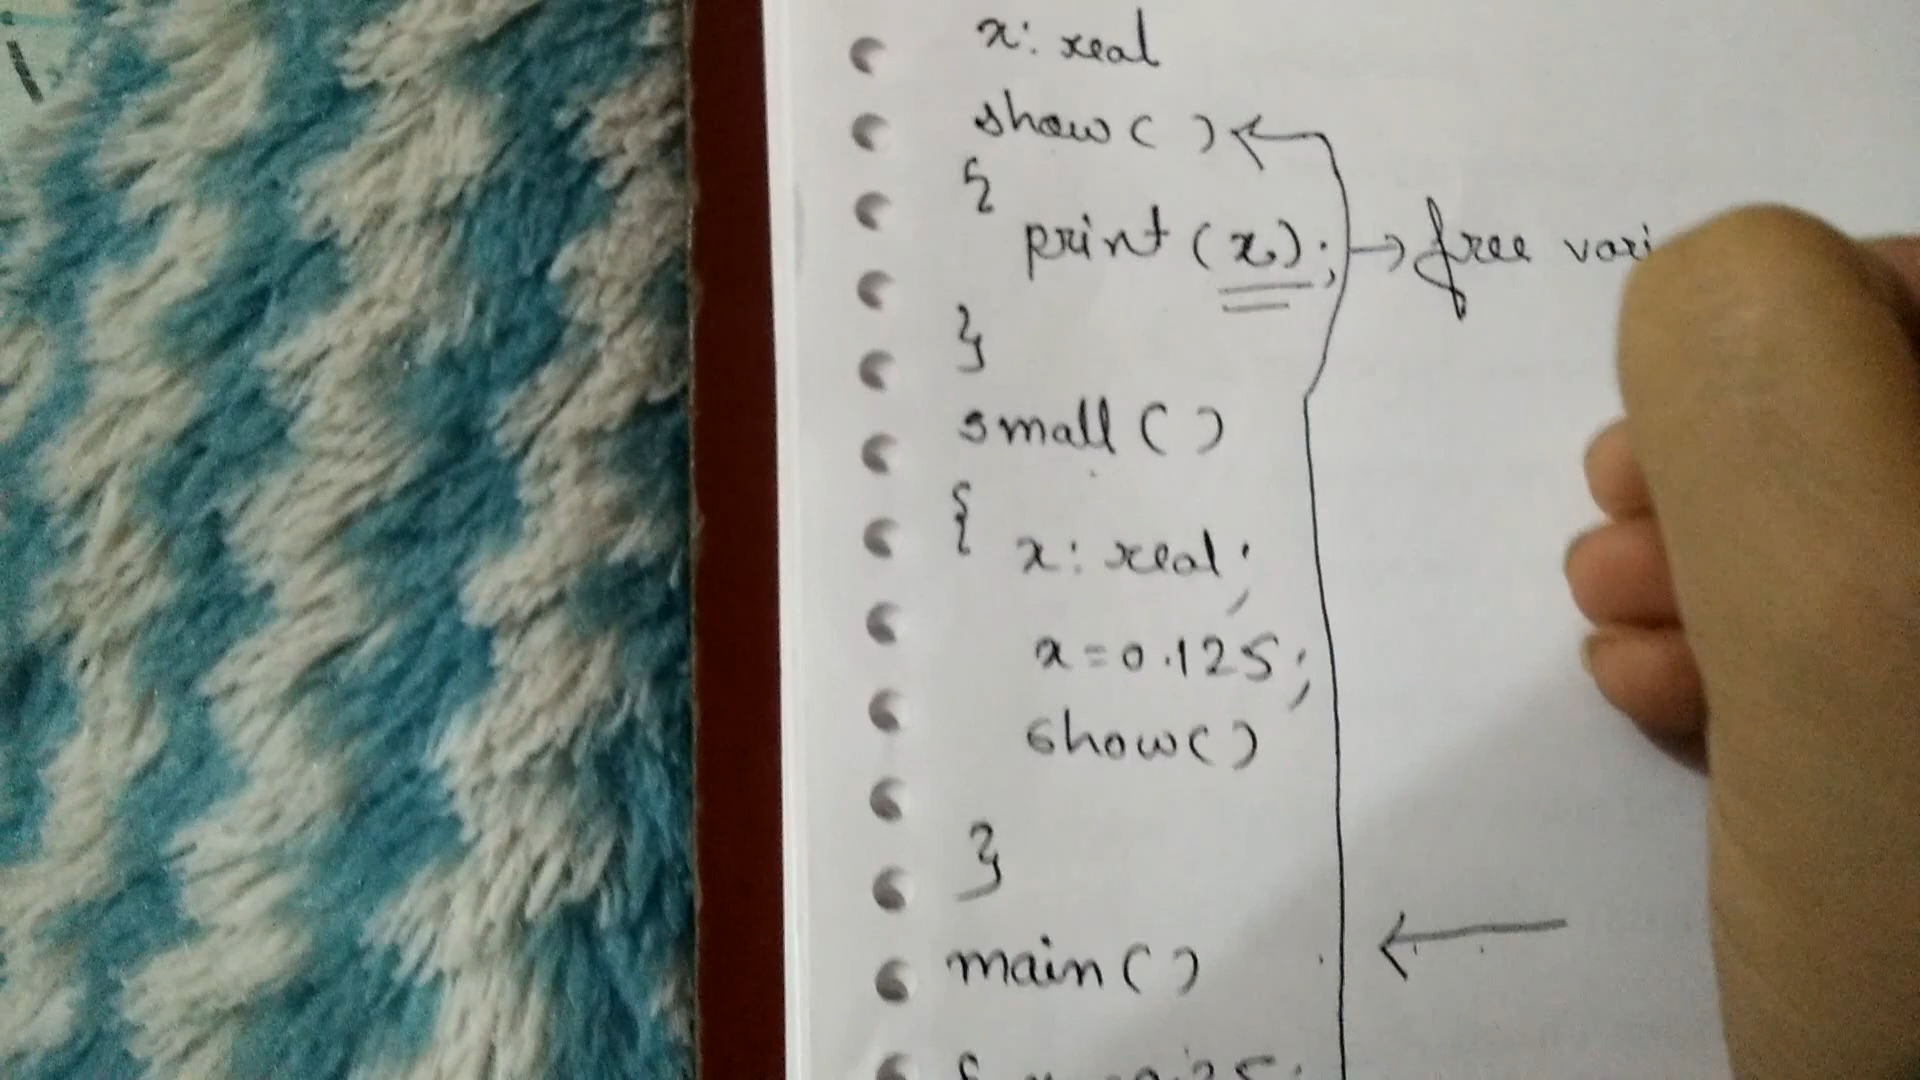 x: real
show ( )
{
print (x); → free vari
}
small ( )
{ x: real;
x = 0.125;
show ( )
}
main ( )
{